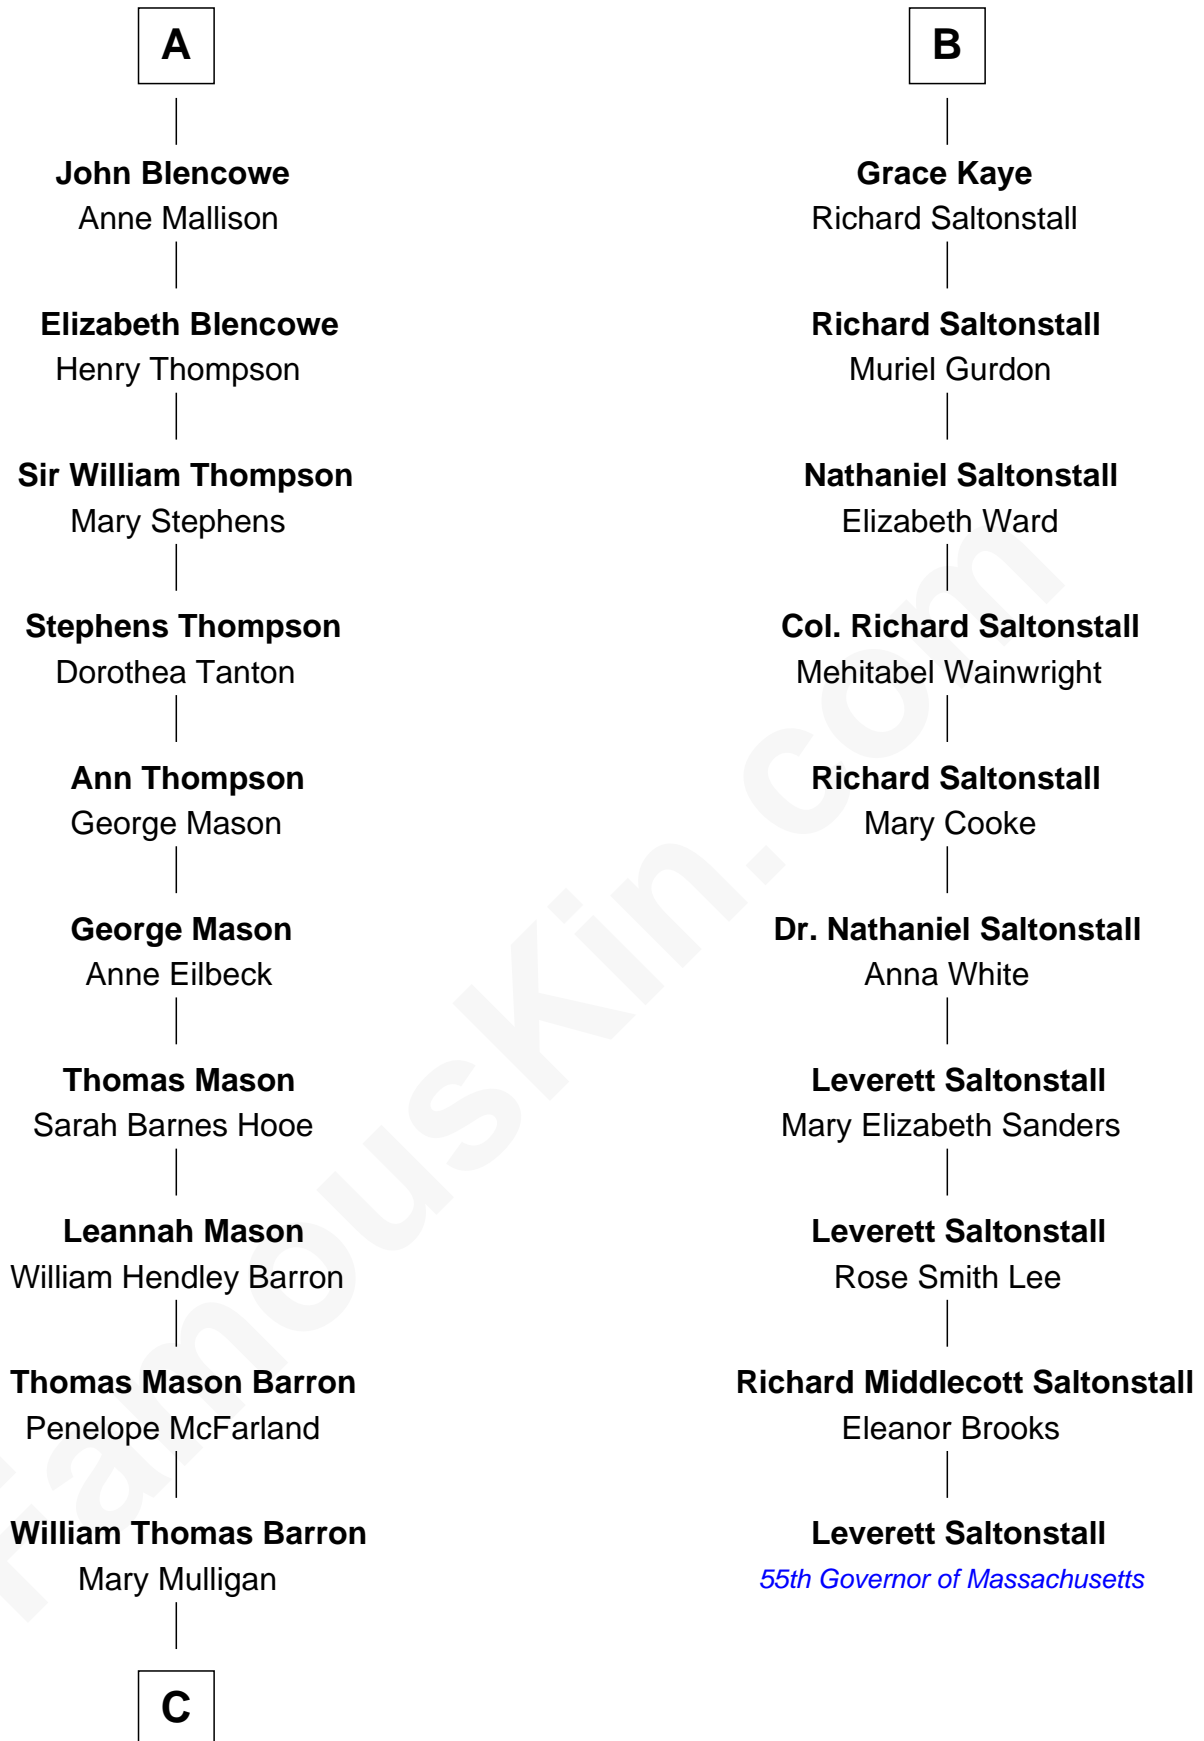 A
John Blencowe
Anne Mallison
Elizabeth Blencowe
Henry Thompson
Sir William Thompson
Mary Stephens
Stephens Thompson
Dorothea Tanton
Ann Thompson
George Mason
George Mason
Anne Eilbeck
Thomas Mason
Sarah Barnes Hooe
Leannah Mason
William Hendley Barron
Thomas Mason Barron
Penelope McFarland
William Thomas Barron
Mary Mulligan
C
B
Grace Kaye
Richard Saltonstall
Richard Saltonstall
Muriel Gurdon
Nathaniel Saltonstall
Elizabeth Ward
Col. Richard Saltonstall
Mehitabel Wainwright
Richard Saltonstall
Mary Cooke
Dr. Nathaniel Saltonstall
Anna White
Leverett Saltonstall
Mary Elizabeth Sanders
Leverett Saltonstall
Rose Smith Lee
Richard Middlecott Saltonstall
Eleanor Brooks
Leverett Saltonstall
55th Governor of Massachusetts
FamousKin.com